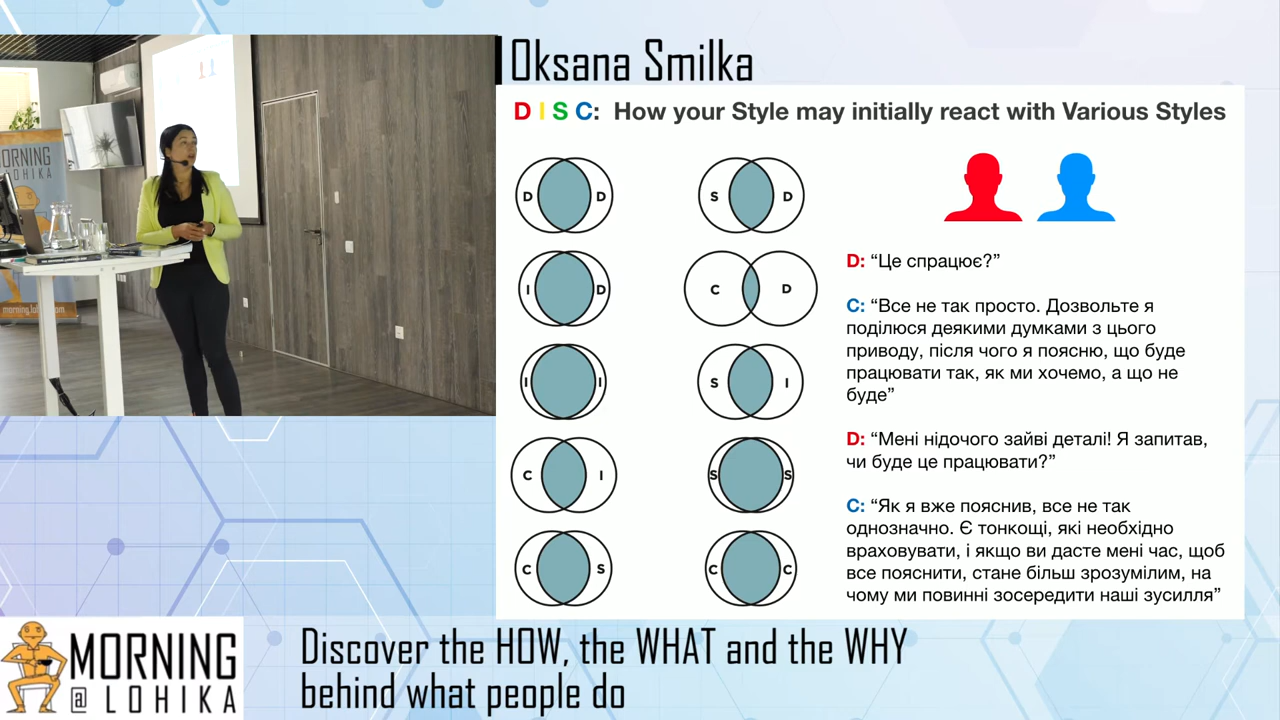 Oksana Smilka
D I S C: How your Style may initially react with Various Styles
D D
S D
I D
C D
I I
S I
C I
S S
C S
C C
D: “Це спрацює?”
C: “Все не так просто. Дозвольте я
поділюся деякими думками з цього
приводу, після чого я поясню, що буде
працювати так, як ми хочемо, а що не
буде”
D: “Мені нідочого зайві деталі! Я запитав,
чи буде це працювати?”
C: “Як я вже пояснив, все не так
однозначно. Є тонкощі, які необхідно
враховувати, і якщо ви дасте мені час, щоб
все пояснити, стане більш зрозумілим, на
чому ми повинні зосередити наші зусилля”
MORNING
LOHIKA
MORNING
@LOHIKA
Discover the HOW, the WHAT and the WHY
behind what people do